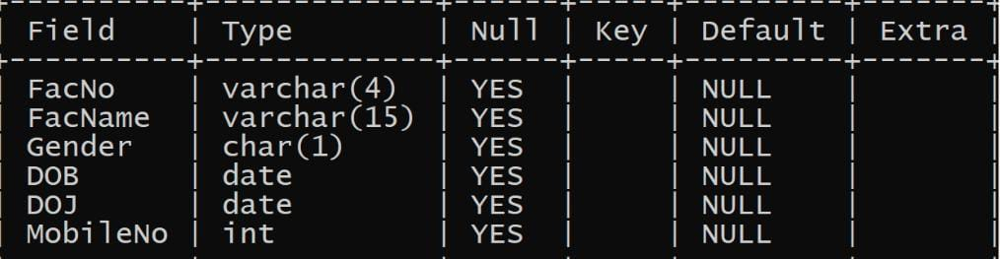 | Field | Type | Null | Key | Default | Extra |
| FacNo | varchar(4) | YES | | NULL | |
| FacName | varchar(15) | YES | | NULL | |
| Gender | char(1) | YES | | NULL | |
| DOB | date | YES | | NULL | |
| DOJ | date | YES | | NULL | |
| MobileNo | int | YES | | NULL | |